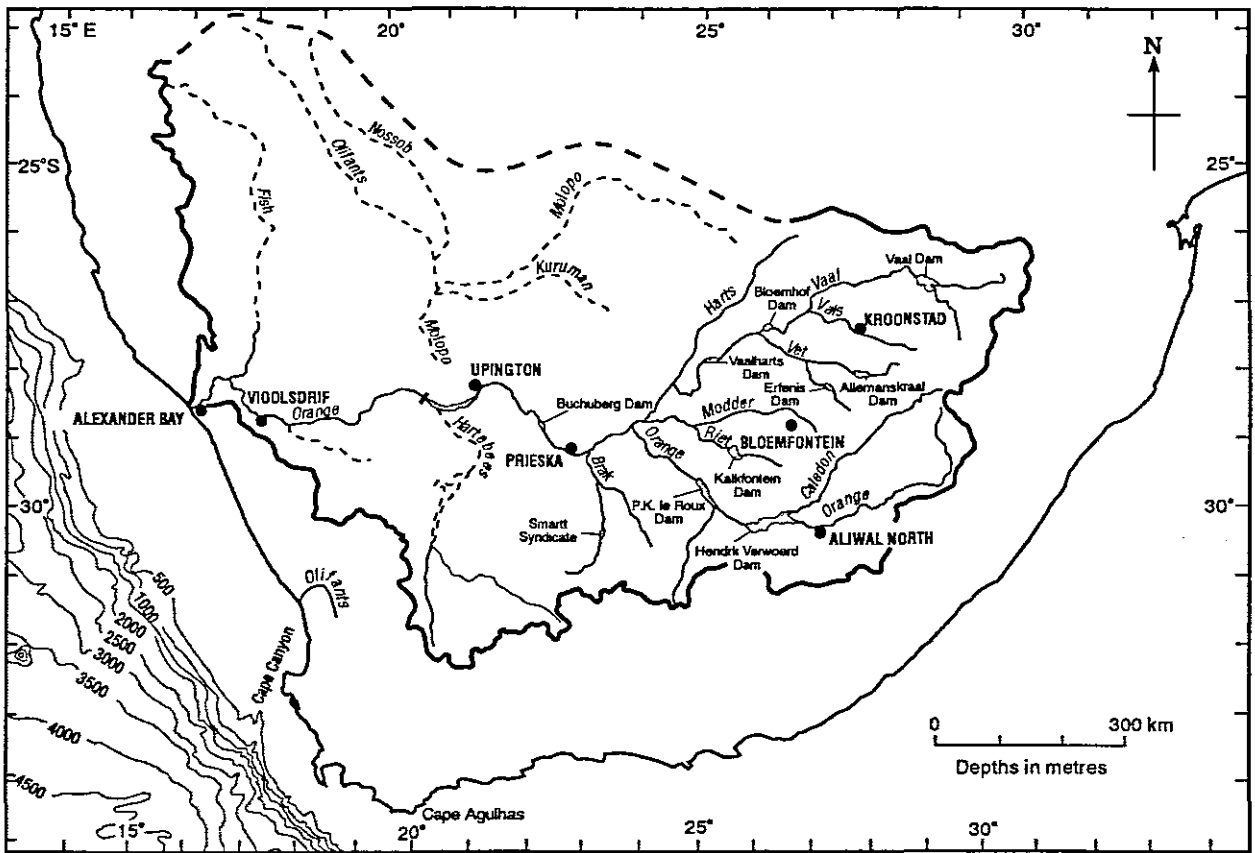 15° E
20°
25°
30°
N
25°S
25°
Nossob
Olifants
Fish
Molopo
Kuruman
Molopo
Harts
Vaal Dam
Bloemhof
Dam
Vaal
Vals
KROONSTAD
Vet
Vaalharts
Dam
Erfenis
Dam
Allemanskraal
Dam
UPINGTON
VIOOLSDRIF
Orange
ALEXANDER BAY
Buchuberg Dam
Modder
Riet
BLOEMFONTEIN
Hartebees
PRIESKA
Orange
Brak
Kalkfontein
Dam
Caledon
30°
P.K. le Roux
Dam
Orange
30°
Smartt
Syndicate
ALIWAL NORTH
Hendrik Verwoerd
Dam
Olifants
500
1000
2000
2500
3000
3500
4000
4500
Cape Canyon
0 300 km
Depths in metres
Cape Agulhas
15°
20°
25°
30°